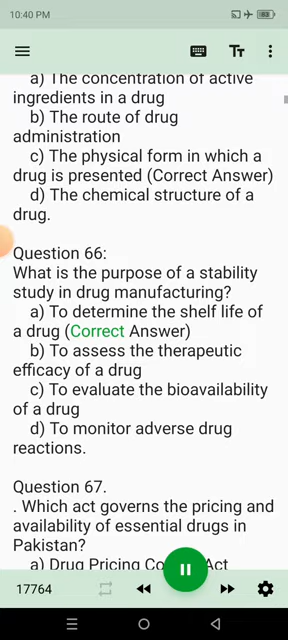 10:40 PM
a) The concentration of active
ingredients in a drug
b) The route of drug
administration
c) The physical form in which a
drug is presented (Correct Answer)
d) The chemical structure of a
drug.
Question 66:
What is the purpose of a stability
study in drug manufacturing?
a) To determine the shelf life of
a drug (Correct Answer)
b) To assess the therapeutic
efficacy of a drug
c) To evaluate the bioavailability
of a drug
d) To monitor adverse drug
reactions.
Question 67.
. Which act governs the pricing and
availability of essential drugs in
Pakistan?
a) Drug Pricing Act
17764